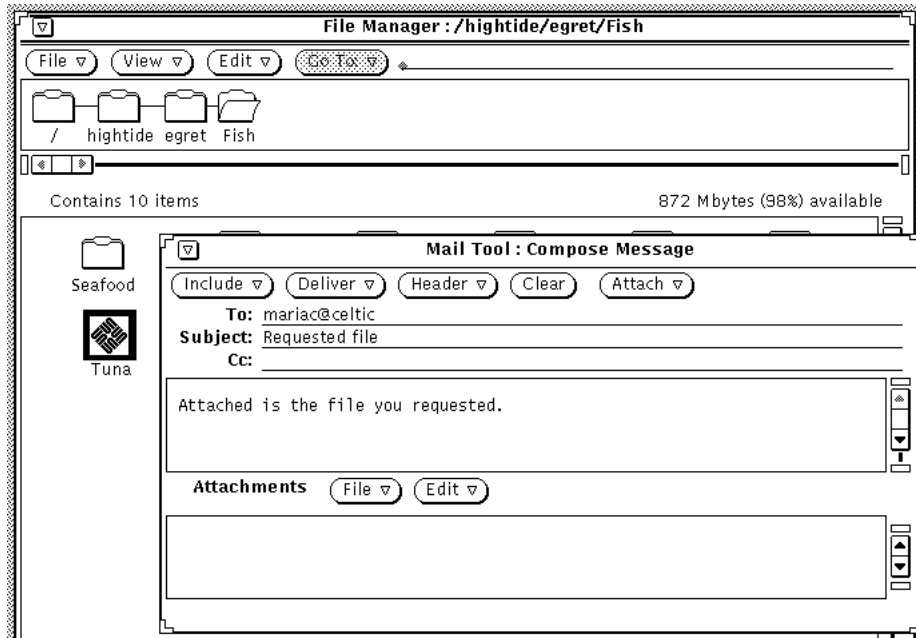 File Manager : /hightide/egret/Fish
File View Edit Go To:
/ hightide egret Fish
Contains 10 items 872 Mbytes (98%) available
Seafood
Tuna
Mail Tool : Compose Message
Include Deliver Header Clear Attach
To: mariac@celtic
Subject: Requested file
Cc:
Attached is the file you requested.
Attachments File Edit